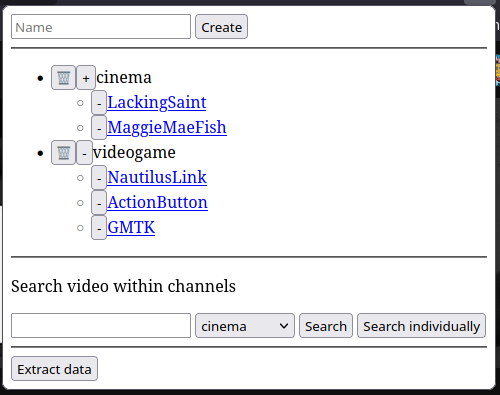 Name Create
+ cinema
- LackingSaint
- MaggieMaeFish
- videogame
- NautilusLink
- ActionButton
- GMTK
Search video within channels
cinema Search Search individually
Extract data